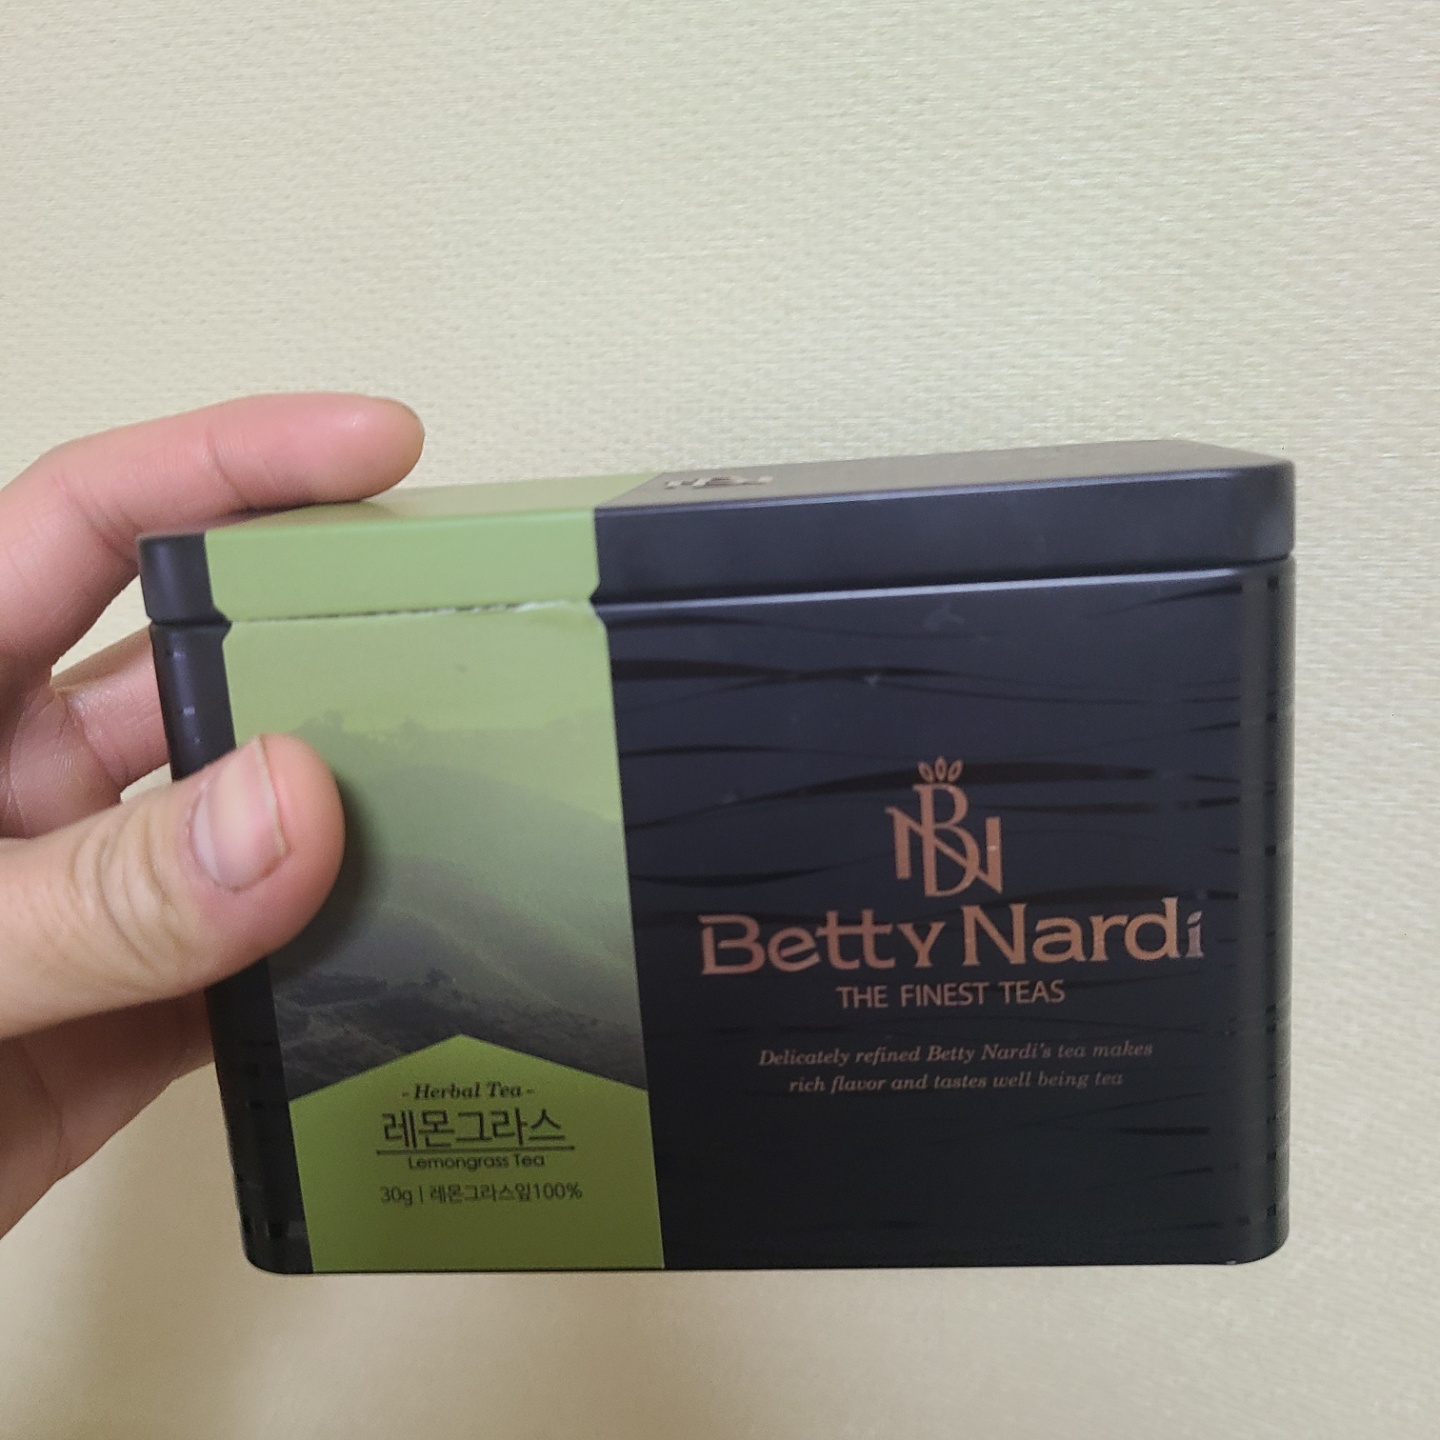 BN
Betty Nardi
THE FINEST TEAS
Delicately refined Betty Nardi's tea makes
rich flavor and tastes well being tea
- Herbal Tea -
레몬그라스
Lemongrass Tea
30g | 레몬그라스잎100%